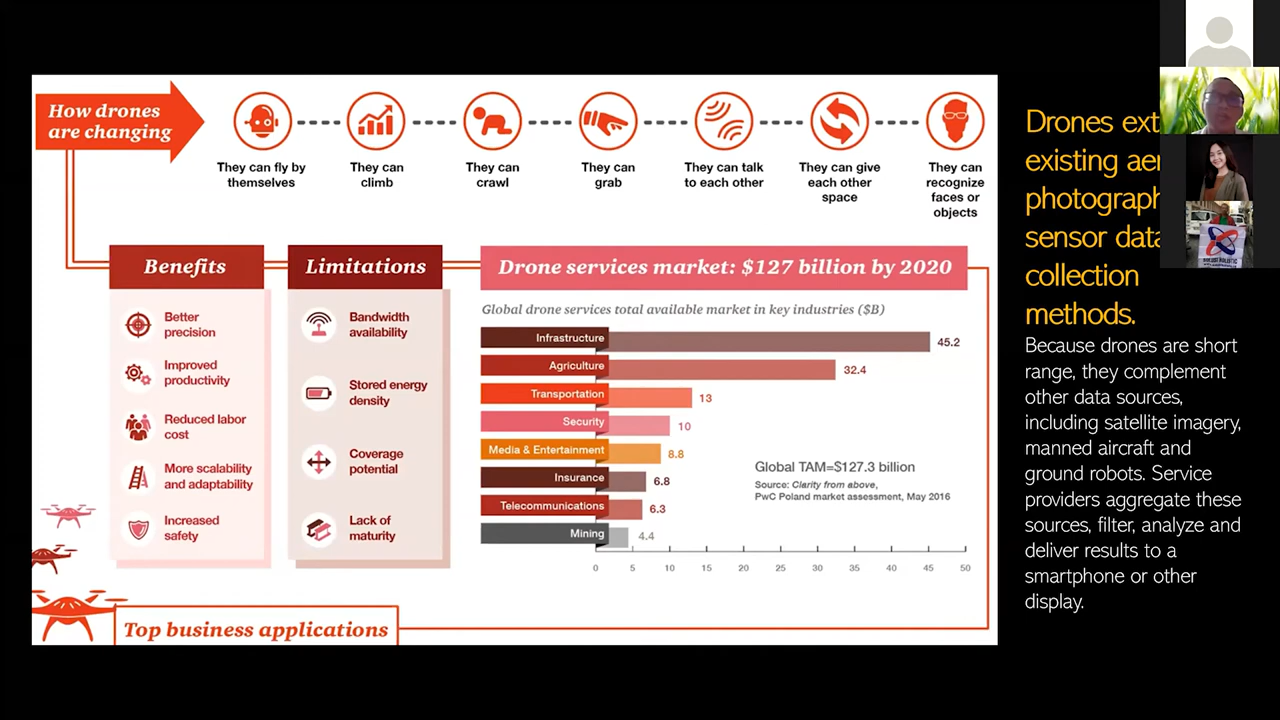 How drones
are changing
They can fly by
themselves
They can
climb
They can
crawl
They can
grab
They can talk
to each other
They can give
each other
space
They can
recognize
faces or
objects
Benefits
Better
precision
Improved
productivity
Reduced labor
cost
More scalability
and adaptability
Increased
safety
Limitations
Bandwidth
availability
Stored energy
density
Coverage
potential
Lack of
maturity
Drone services market: $127 billion by 2020
Global drone services total available market in key industries ($B)
Infrastructure 45.2
Agriculture 32.4
Transportation 13
Security 10
Media & Entertainment 8.8
Insurance 6.8
Telecommunications 6.3
Mining 4.4
0 5 10 15 20 25 30 35 40 45 50
Global TAM=$127.3 billion
Source: Clarity from above,
PwC Poland market assessment, May 2016
Top business applications
Drones
existing
sensor data
collection
methods.
Because drones are short
range, they complement
other data sources,
including satellite imagery,
manned aircraft and
ground robots. Service
providers aggregate these
sources, filter, analyze and
deliver results to a
smartphone or other
display.